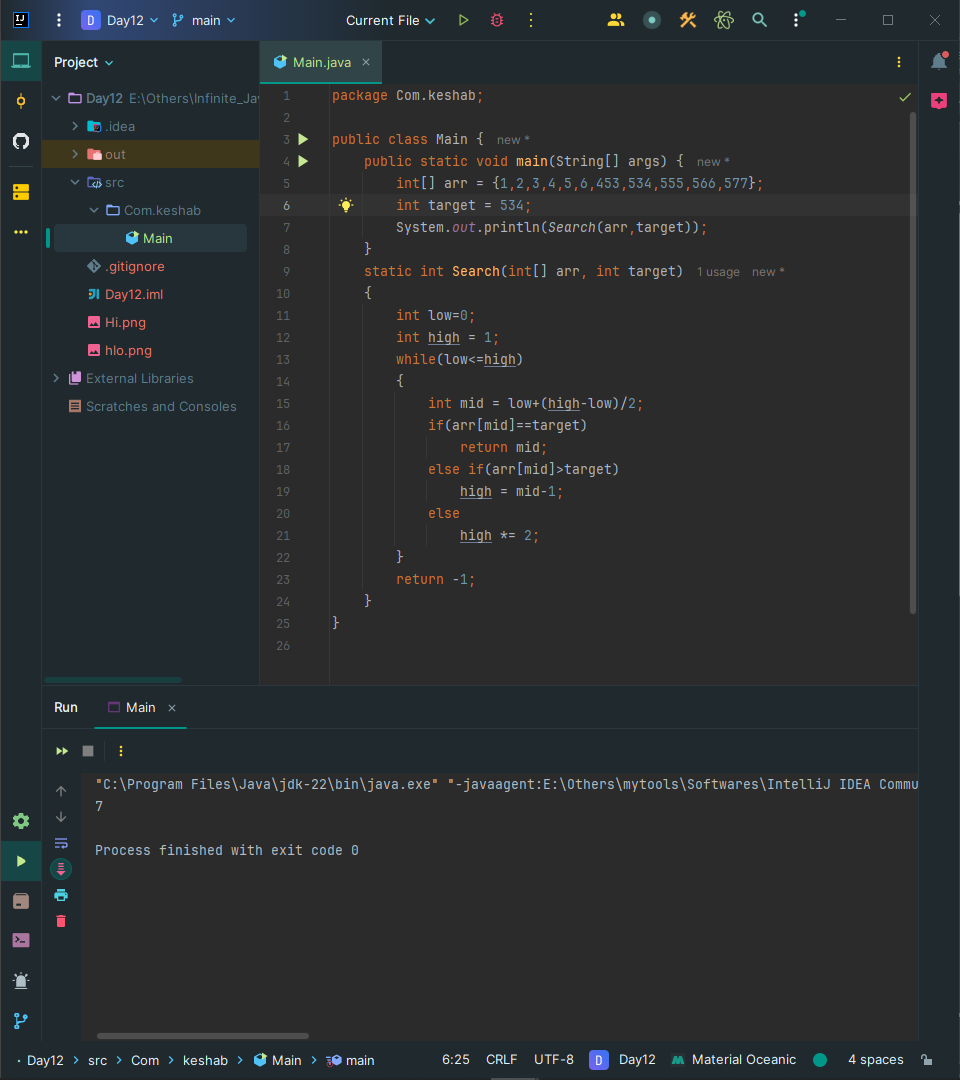 Day12
main
Current File
Project
Main.java
Day12 E:\Others\Infinite_Ja
.idea
out
src
Com.keshab
Main
.gitignore
Day12.iml
Hi.png
hlo.png
External Libraries
Scratches and Consoles
1 package Com.keshab;
2
3 public class Main { new *
4 public static void main(String[] args) { new *
5 int[] arr = {1,2,3,4,5,6,453,534,555,566,577};
6 int target = 534;
7 System.out.println(Search(arr,target));
8 }
9 static int Search(int[] arr, int target) 1 usage new *
10 {
11 int low=0;
12 int high = 1;
13 while(low<=high)
14 {
15 int mid = low+(high-low)/2;
16 if(arr[mid]==target)
17 return mid;
18 else if(arr[mid]>target)
19 high = mid-1;
20 else
21 high *= 2;
22 }
23 return -1;
24 }
25 }
26
Run
Main
"C:\Program Files\Java\jdk-22\bin\java.exe" "-javaagent:E:\Others\mytools\Softwares\IntelliJ IDEA Commu
7
Process finished with exit code 0
Day12 > src > Com > keshab > Main > main 6:25 CRLF UTF-8 D Day12 Material Oceanic 4 spaces